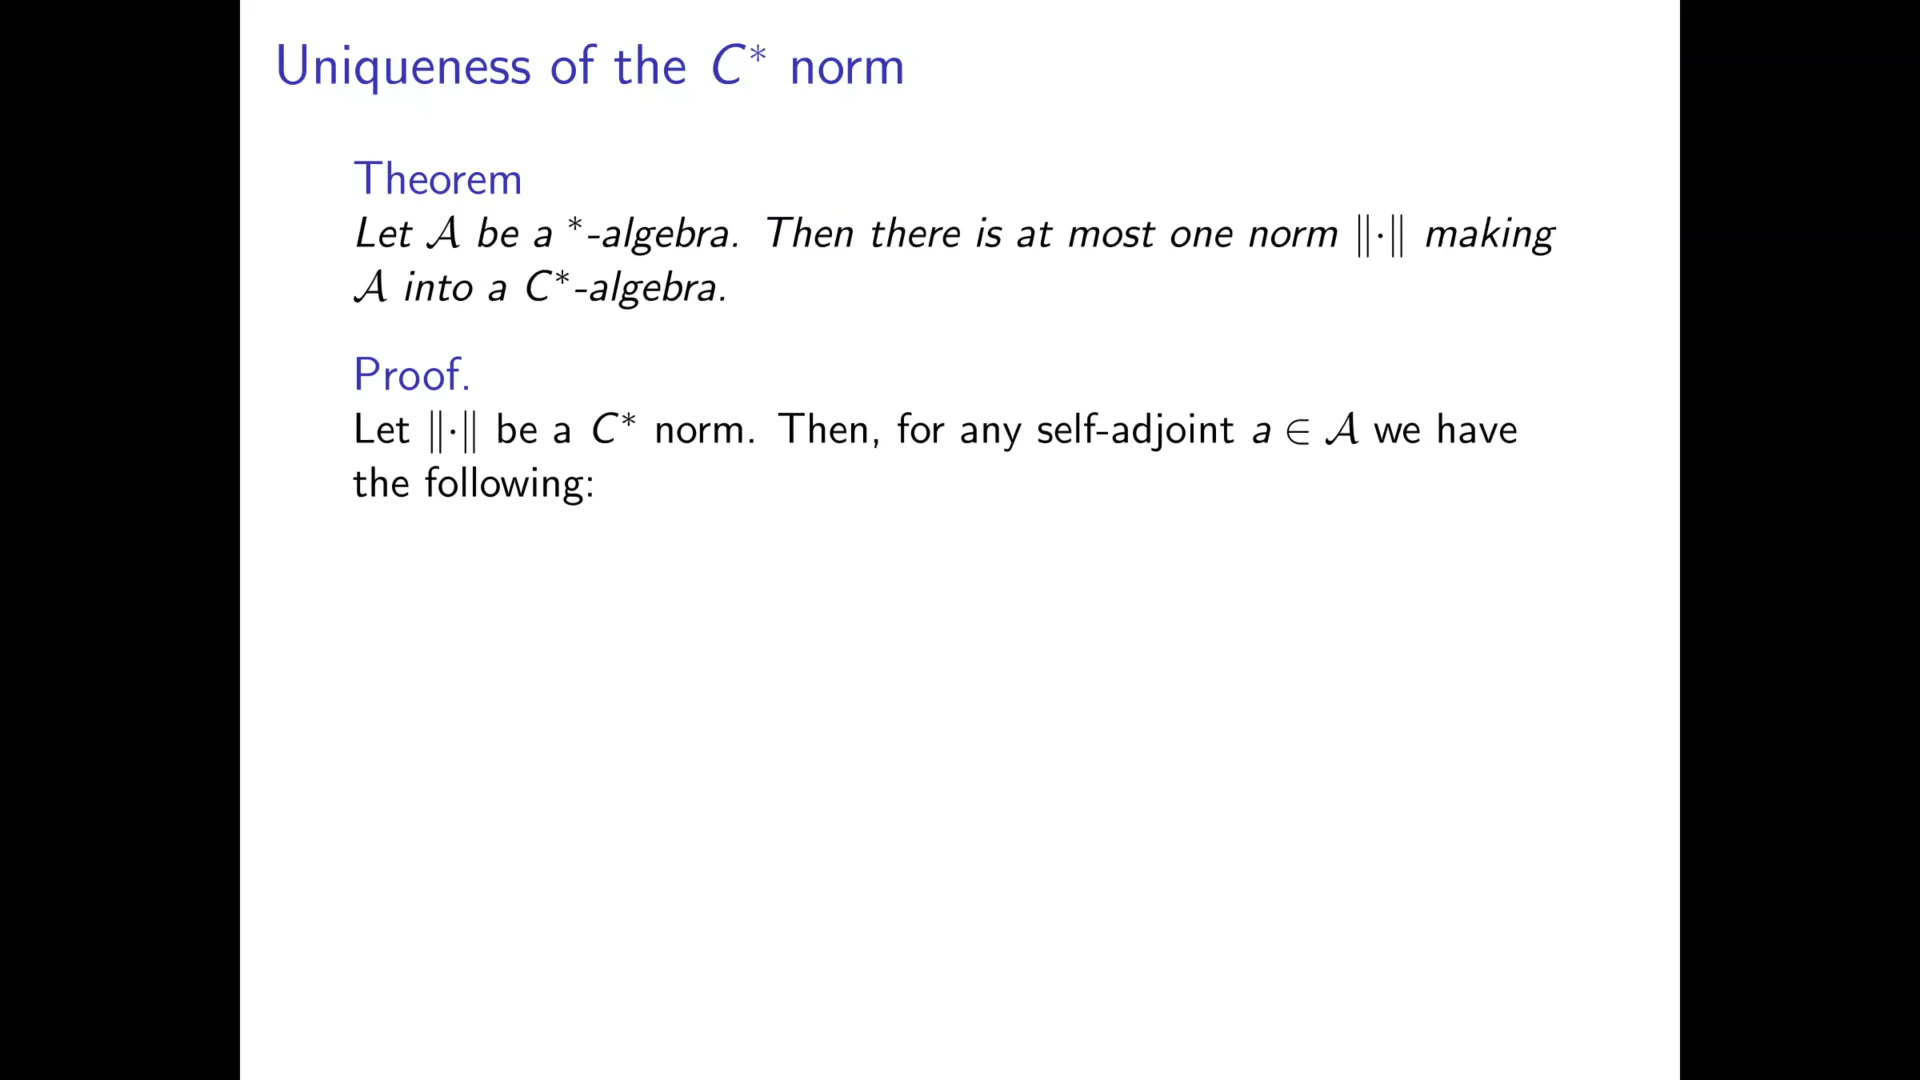 Uniqueness of the C* norm
Theorem
Let 𝒜 be a *-algebra. Then there is at most one norm ‖·‖ making
𝒜 into a C*-algebra.
Proof.
Let ‖·‖ be a C* norm. Then, for any self-adjoint a ∈ 𝒜 we have
the following: